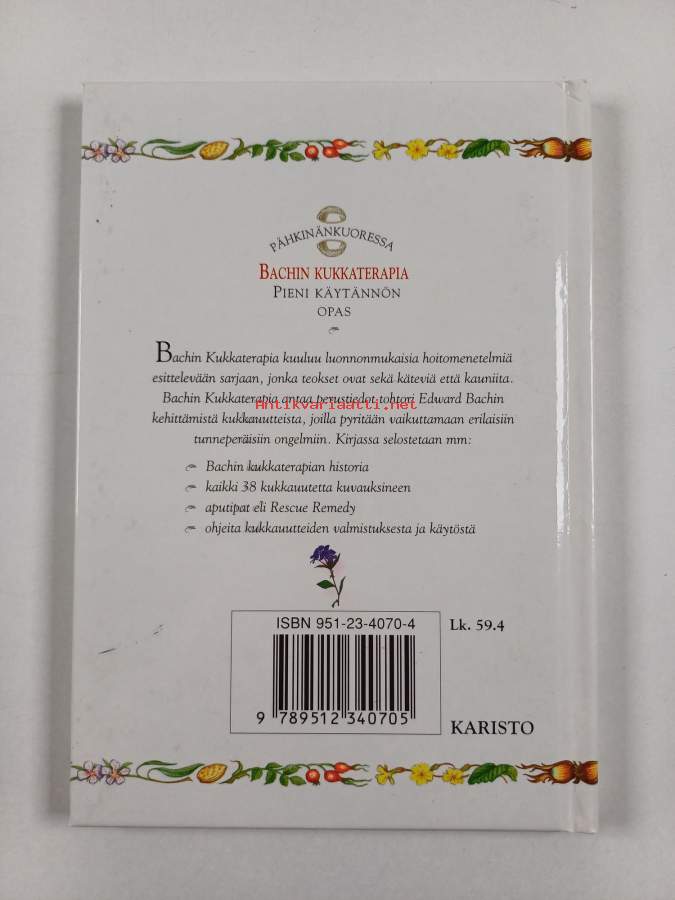 PÄHKINÄNKUORESSA
BACHIN KUKKATERAPIA
PIENI KÄYTÄNNÖN
OPAS
Bachin Kukkaterapia kuuluu luonnonmukaisia hoitomenetelmiä
esittelevään sarjaan, jonka teokset ovat sekä käteviä että kauniita.
Bachin Kukkaterapia antaa perustiedot tohtori Edward Bachin
Antikvariaatti.net
kehittämistä kukkauutteista, joilla pyritään vaikuttamaan erilaisiin
tunneperäisiin ongelmiin. Kirjassa selostetaan mm:
Bachin kukkaterapian historia
kaikki 38 kukkauutetta kuvauksineen
aputipat eli Rescue Remedy
ohjeita kukkauutteiden valmistuksesta ja käytöstä
ISBN 951-23-4070-4
Lk. 59.4
9 789512 340705
KARISTO